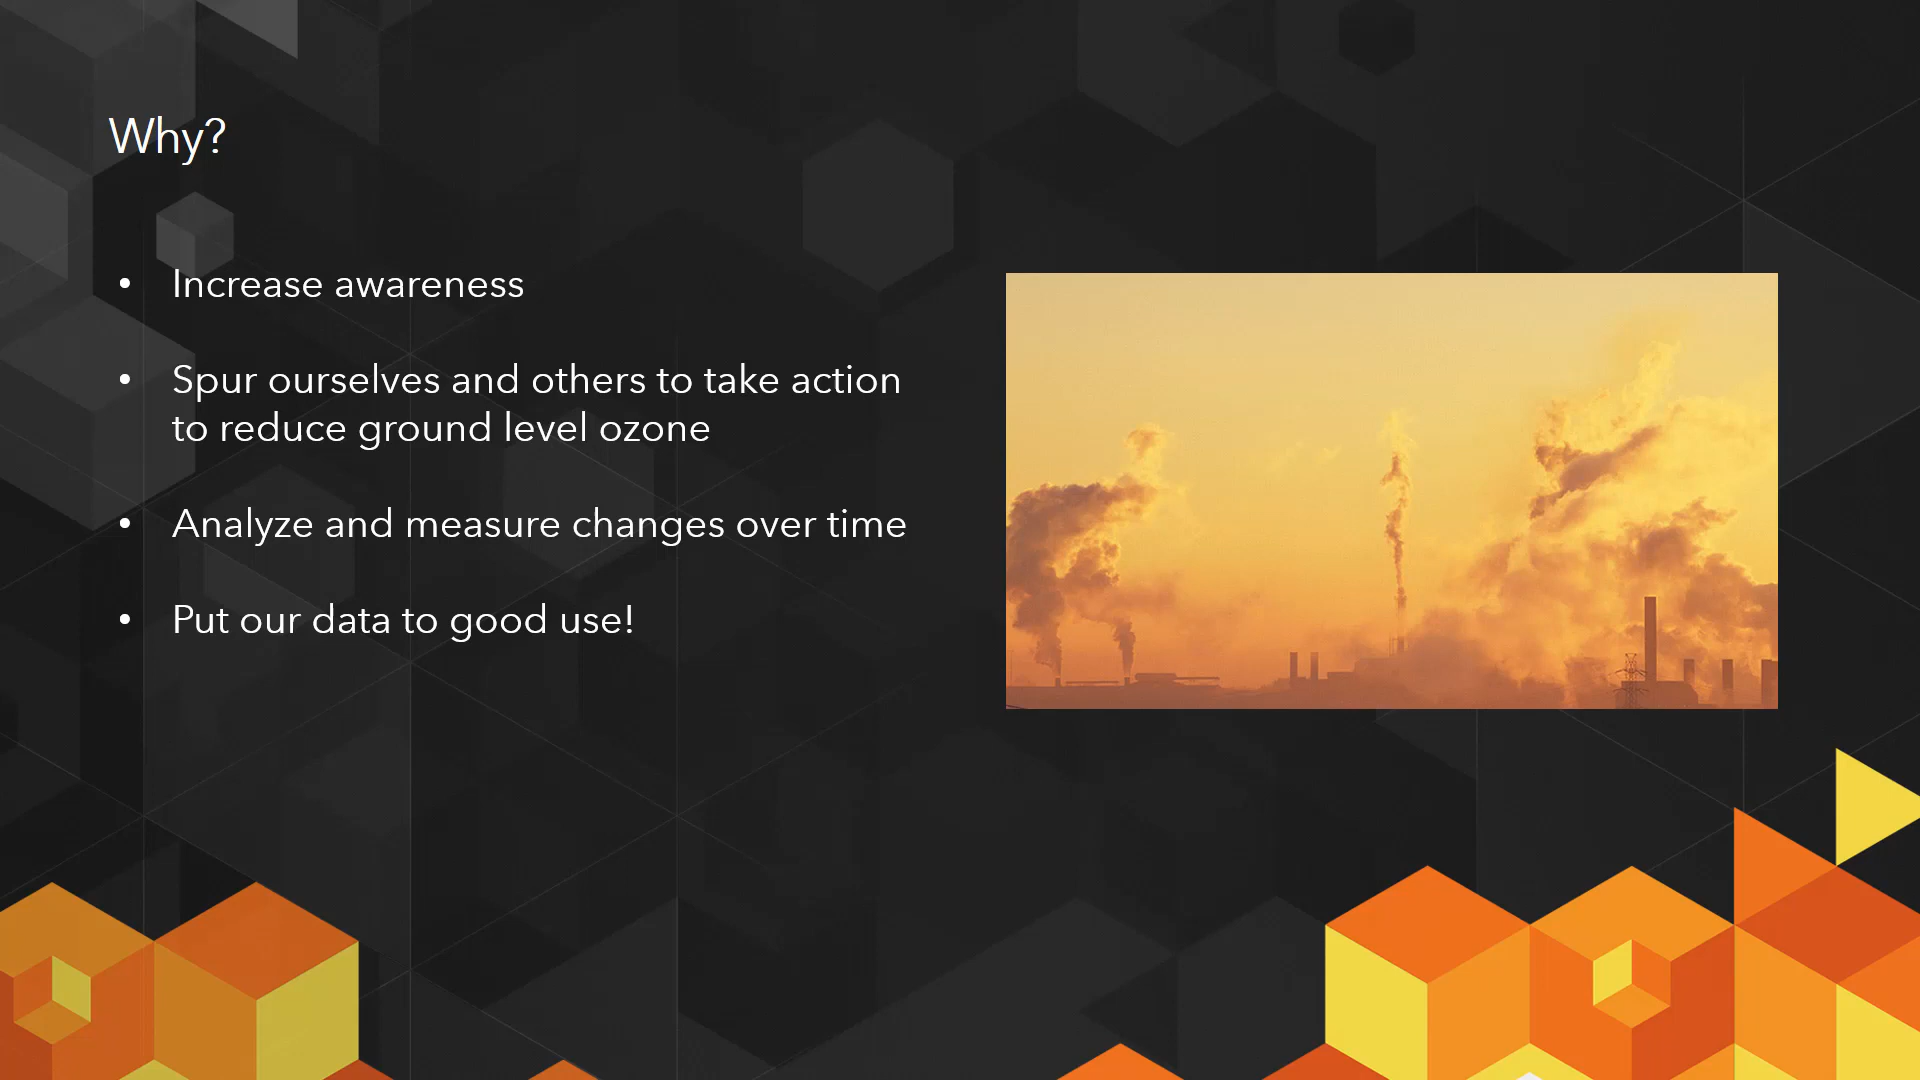 Why?
• Increase awareness
• Spur ourselves and others to take action
to reduce ground level ozone
• Analyze and measure changes over time
• Put our data to good use!